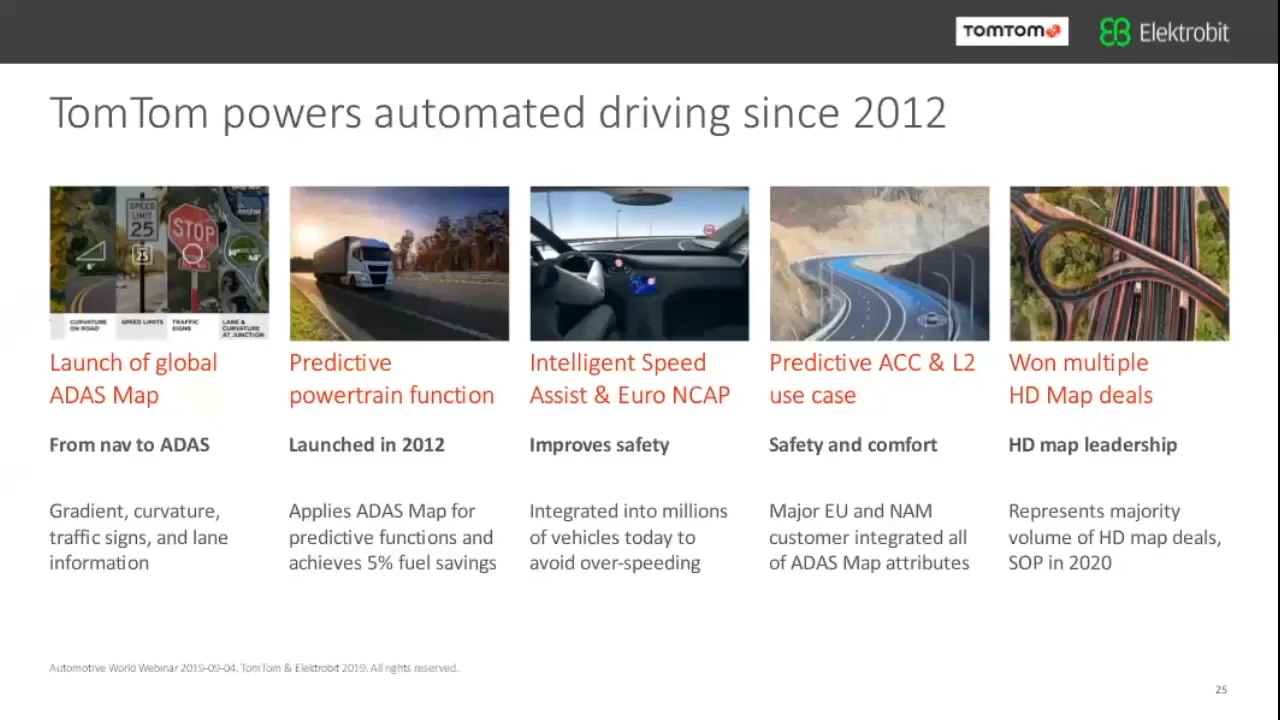 TOMTOM
Elektrobit
TomTom powers automated driving since 2012
SPEED
LIMIT
25
STOP
25
6°
CURVATURE
ON ROAD
SPEED LIMITS
TRAFFIC
SIGNS
LANE &
CURVATURE
AT JUNCTION
Launch of global
ADAS Map
From nav to ADAS
Gradient, curvature,
traffic signs, and lane
information
Predictive
powertrain function
Launched in 2012
Applies ADAS Map for
predictive functions and
achieves 5% fuel savings
Intelligent Speed
Assist & Euro NCAP
Improves safety
Integrated into millions
of vehicles today to
avoid over-speeding
Predictive ACC & L2
use case
Safety and comfort
Major EU and NAM
customer integrated all
of ADAS Map attributes
Won multiple
HD Map deals
HD map leadership
Represents majority
volume of HD map deals,
SOP in 2020
Automotive World Webinar 2019-09-04. TomTom & Elektrobit 2019. All rights reserved.
25